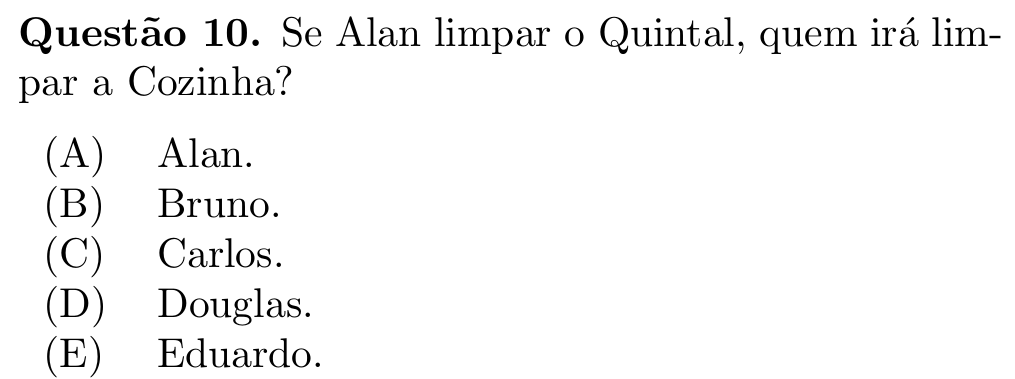 Questão 10. Se Alan limpar o Quintal, quem irá lim-
par a Cozinha?
(A) Alan.
(B) Bruno.
(C) Carlos.
(D) Douglas.
(E) Eduardo.